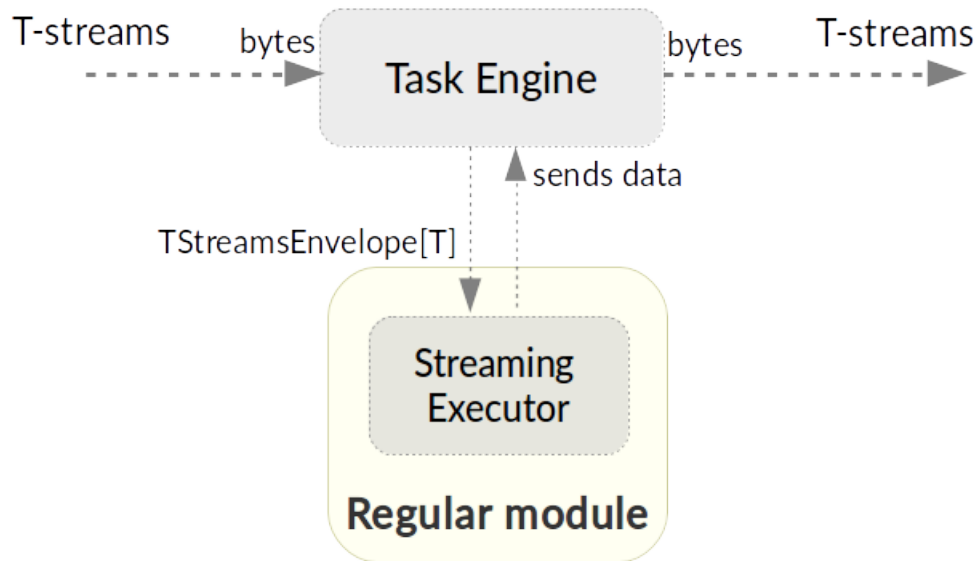 T-streams
bytes
Task Engine
bytes
T-streams
sends data
TStreamsEnvelope[T]
Streaming
Executor
Regular module